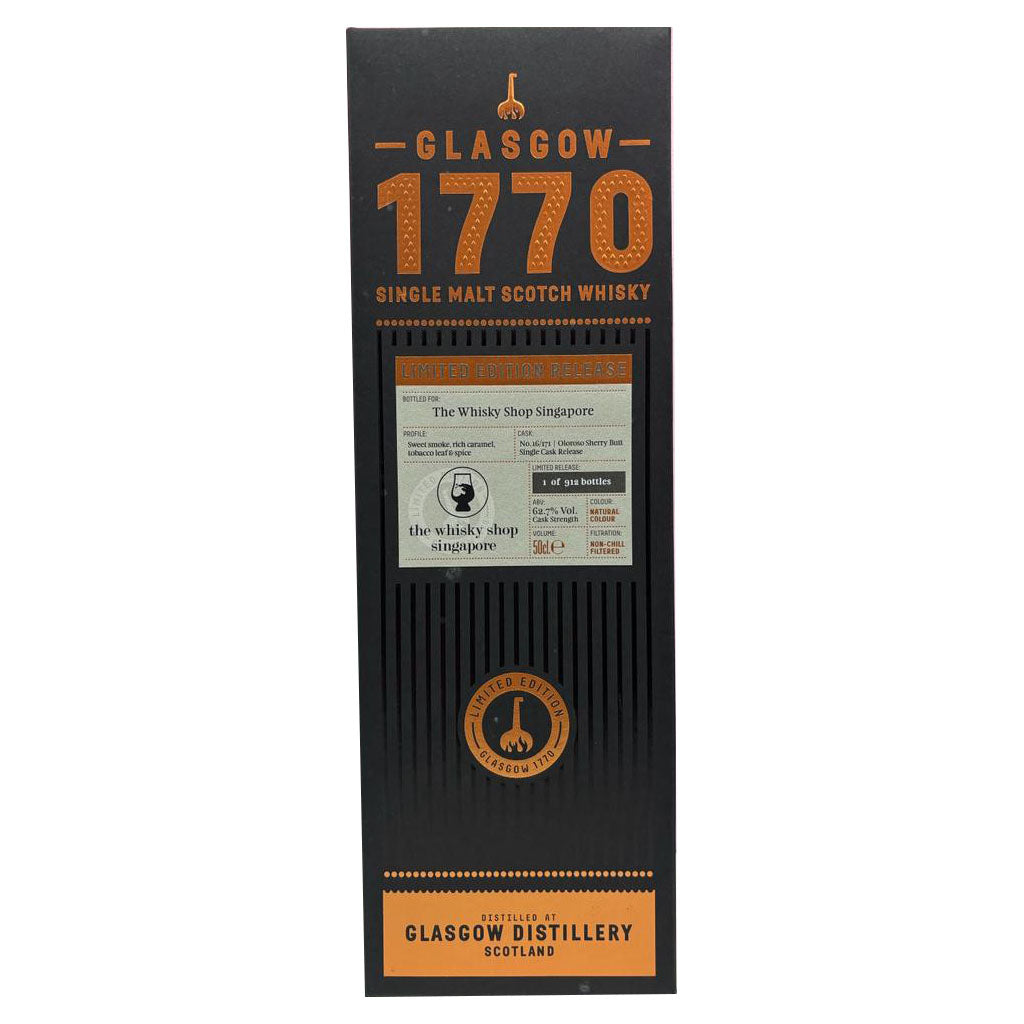 GLASGOW
1770
SINGLE MALT SCOTCH WHISKY
LIMITED EDITION RELEASE
BOTTLED FOR:
The Whisky Shop Singapore
PROFILE:
Sweet smoke, rich caramel,
tobacco leaf & spice
CASK:
No. 16/171 | Oloroso Sherry Butt
Single Cask Release
LIMITED RELEASE:
1 of 912 bottles
ABV:
62.7% Vol.
Cask Strength
COLOUR:
NATURAL
COLOUR
the whisky shop
singapore
VOLUME:
50cl e
FILTRATION:
NON-CHILL
FILTERED
LIMITED EDITION
GLASGOW 1770
DISTILLED AT
GLASGOW DISTILLERY
SCOTLAND